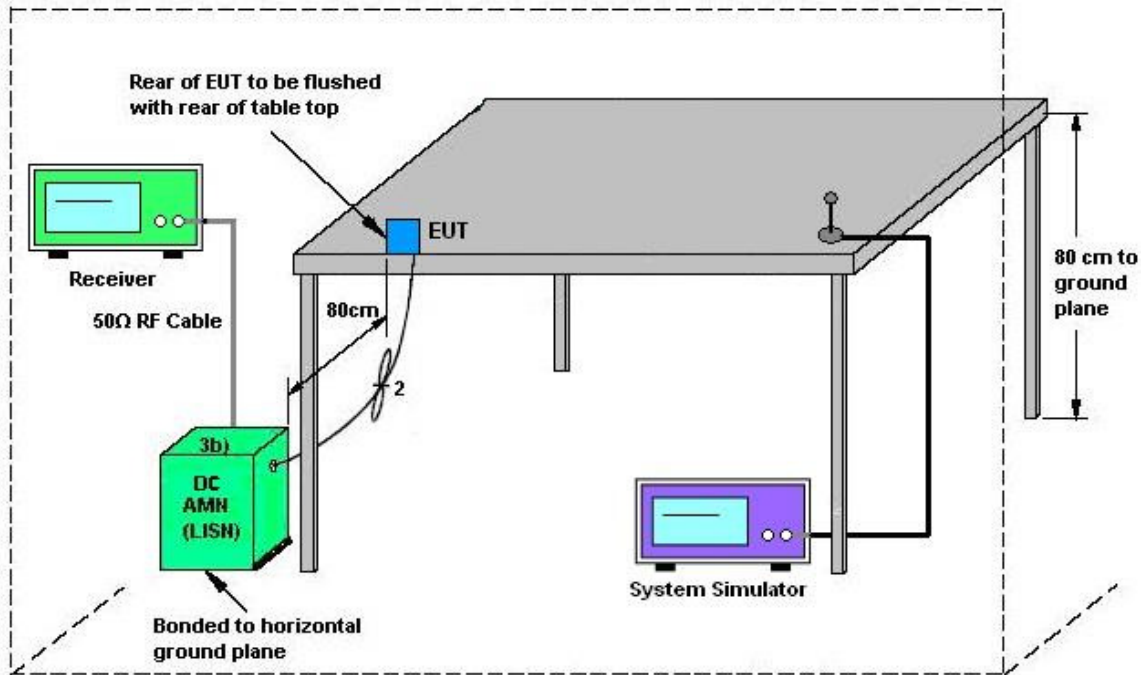 Rear of EUT to be flushed
with rear of table top
EUT
Receiver
50Ω RF Cable
80cm
2
80 cm to
ground
plane
3b)
DC
AMN
(LISN)
System Simulator
Bonded to horizontal
ground plane